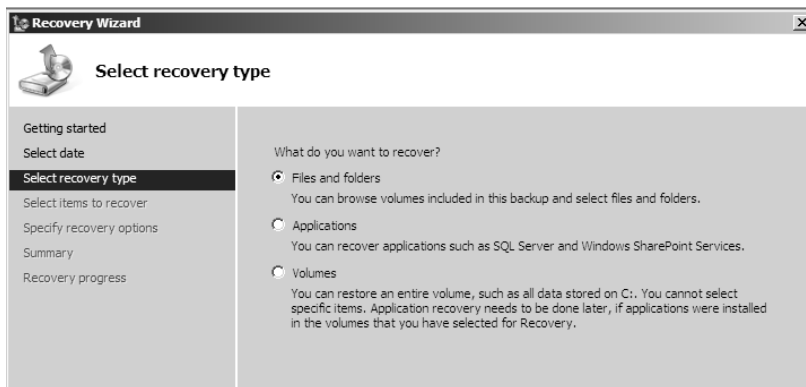 Recovery Wizard
Select recovery type
Getting started
Select date
Select recovery type
Select items to recover
Specify recovery options
Summary
Recovery progress
What do you want to recover?
Files and folders
You can browse volumes included in this backup and select files and folders.
Applications
You can recover applications such as SQL Server and Windows SharePoint Services.
Volumes
You can restore an entire volume, such as all data stored on C:. You cannot select
specific items. Application recovery needs to be done later, if applications were installed
in the volumes that you have selected for Recovery.